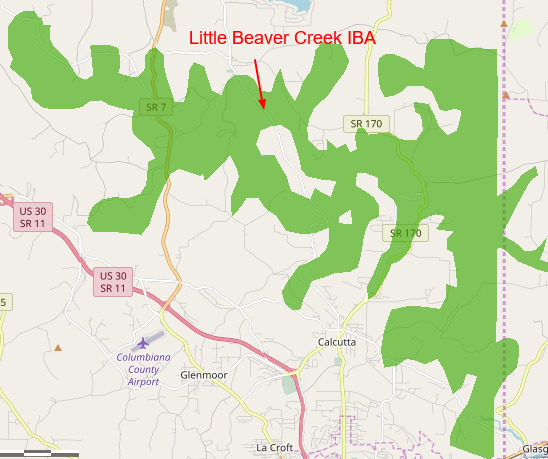 Little Beaver Creek IBA
SR 7
SR 170
US 30
SR 11
SR 170
US 30
SR 11
5
Calcutta
Columbiana
County
Airport
Glenmoor
La Croft
Glasg